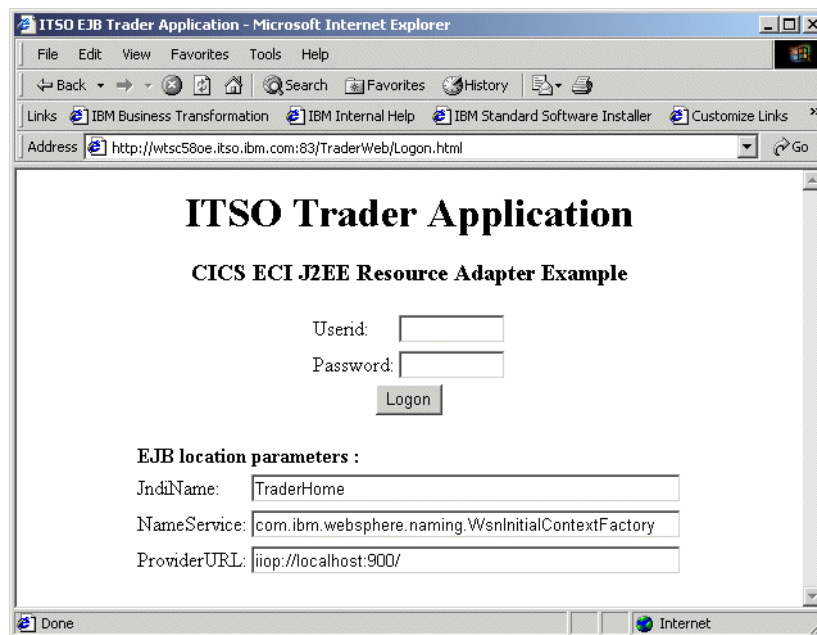 ITSO EJB Trader Application - Microsoft Internet Explorer
File Edit View Favorites Tools Help
Back Search Favorites History
Links IBM Business Transformation IBM Internal Help IBM Standard Software Installer Customize Links »
Address http://wtsc58oe.itso.ibm.com:83/TraderWeb/Logon.html Go
ITSO Trader Application
CICS ECI J2EE Resource Adapter Example
Userid:
Password:
Logon
EJB location parameters :
JndiName: TraderHome
NameService: com.ibm.websphere.naming.WsnInitialContextFactory
ProviderURL: iiop://localhost:900/
Done Internet